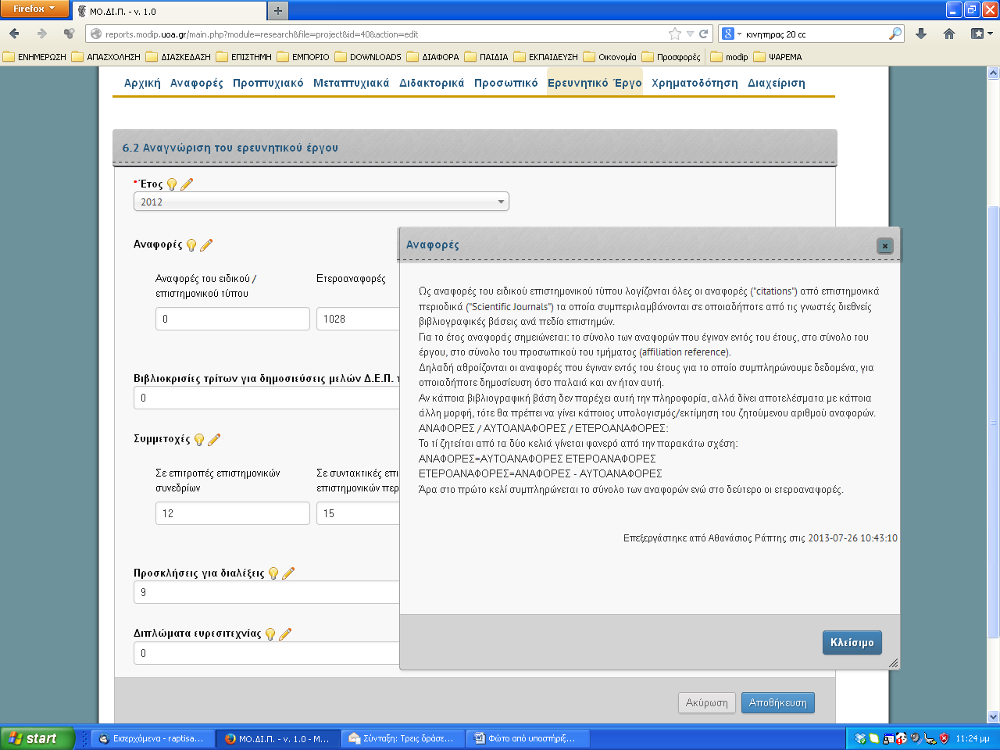 Firefox
ΜΟ.ΔΙ.Π. - v. 1.0
reports.modip.uoa.gr/main.php?module=research&file=project&id=40&action=edit
κινητηρας 20 cc
ΕΝΗΜΕΡΩΣΗ ΑΠΑΣΧΟΛΗΣΗ ΔΙΑΣΚΕΔΑΣΗ ΕΠΙΣΤΗΜΗ ΕΜΠΟΡΙΟ DOWNLOADS ΔΙΑΦΟΡΑ ΠΑΙΔΙΑ ΕΚΠΑΙΔΕΥΣΗ Οικονομία Προσφορές modip ΨΑΡΕΜΑ
Αρχική Αναφορές Προπτυχιακό Μεταπτυχιακά Διδακτορικά Προσωπικό Ερευνητικό Έργο Χρηματοδότηση Διαχείριση
6.2 Αναγνώριση του ερευνητικού έργου
* Έτος
2012
Αναφορές
Αναφορές του ειδικού /
επιστημονικού τύπου
Ετεροαναφορές
0
1028
Βιβλιοκρισίες τρίτων για δημοσιεύσεις μελών Δ.Ε.Π. τ
0
Συμμετοχές
Σε επιτροπές επιστημονικών
συνεδρίων
Σε συντακτικές επι
επιστημονικών περ
12
15
Προσκλήσεις για διαλέξεις
9
Διπλώματα ευρεσιτεχνίας
0
Αναφορές
Ως αναφορές του ειδικού επιστημονικού τύπου λογίζονται όλες οι αναφορές ("citations") από επιστημονικά
περιοδικά ("Scientific Journals") τα οποία συμπεριλαμβάνονται σε οποιαδήποτε από τις γνωστές διεθνείς
βιβλιογραφικές βάσεις ανά πεδίο επιστημών.
Για το έτος αναφοράς σημειώνεται: το σύνολο των αναφορών που έγιναν εντός του έτους, στο σύνολο του
έργου, στο σύνολο του προσωπικού του τμήματος (affiliation reference).
Δηλαδή αθροίζονται οι αναφορές που έγιναν εντός του έτους για το οποίο συμπληρώνουμε δεδομένα, για
οποιαδήποτε δημοσίευση όσο παλαιά και αν ήταν αυτή.
Αν κάποια βιβλιογραφική βάση δεν παρέχει αυτή την πληροφορία, αλλά δίνει αποτελέσματα με κάποια
άλλη μορφή, τότε θα πρέπει να γίνει κάποιος υπολογισμός/εκτίμηση του ζητούμενου αριθμού αναφορών.
ΑΝΑΦΟΡΕΣ / ΑΥΤΟΑΝΑΦΟΡΕΣ / ΕΤΕΡΟΑΝΑΦΟΡΕΣ:
Το τί ζητείται από τα δύο κελιά γίνεται φανερό από την παρακάτω σχέση:
ΑΝΑΦΟΡΕΣ=ΑΥΤΟΑΝΑΦΟΡΕΣ ΕΤΕΡΟΑΝΑΦΟΡΕΣ
ΕΤΕΡΟΑΝΑΦΟΡΕΣ=ΑΝΑΦΟΡΕΣ - ΑΥΤΟΑΝΑΦΟΡΕΣ
Άρα στο πρώτο κελί συμπληρώνεται το σύνολο των αναφορών ενώ στο δεύτερο οι ετεροαναφορές.
Επεξεργάστηκε από Αθανάσιος Ράπτης στις 2013-07-26 10:43:10
Κλείσιμο
Ακύρωση
Αποθήκευση
start
Εισερχόμενα - raptisa...
ΜΟ.ΔΙ.Π. - v. 1.0 - M...
Σύνταξη: Τρεις δράσε...
Φώτο από υποστήριξ...
11:24 μμ